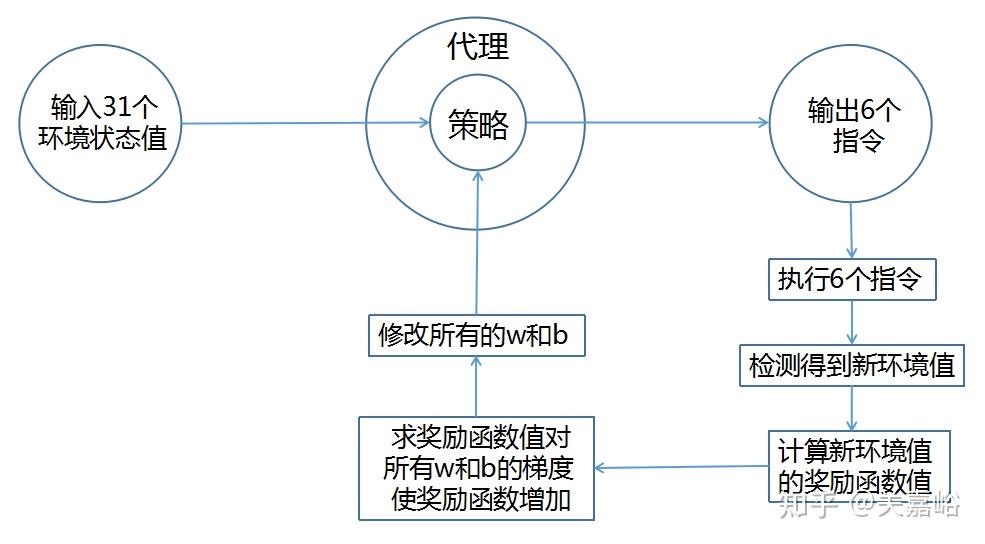 输入31个
环境状态值
代理
策略
输出6个
指令
执行6个指令
检测得到新环境值
计算新环境值
的奖励函数值
求奖励函数值对
所有w和b的梯度
使奖励函数增加
修改所有的w和b
知乎 @天嘉峪